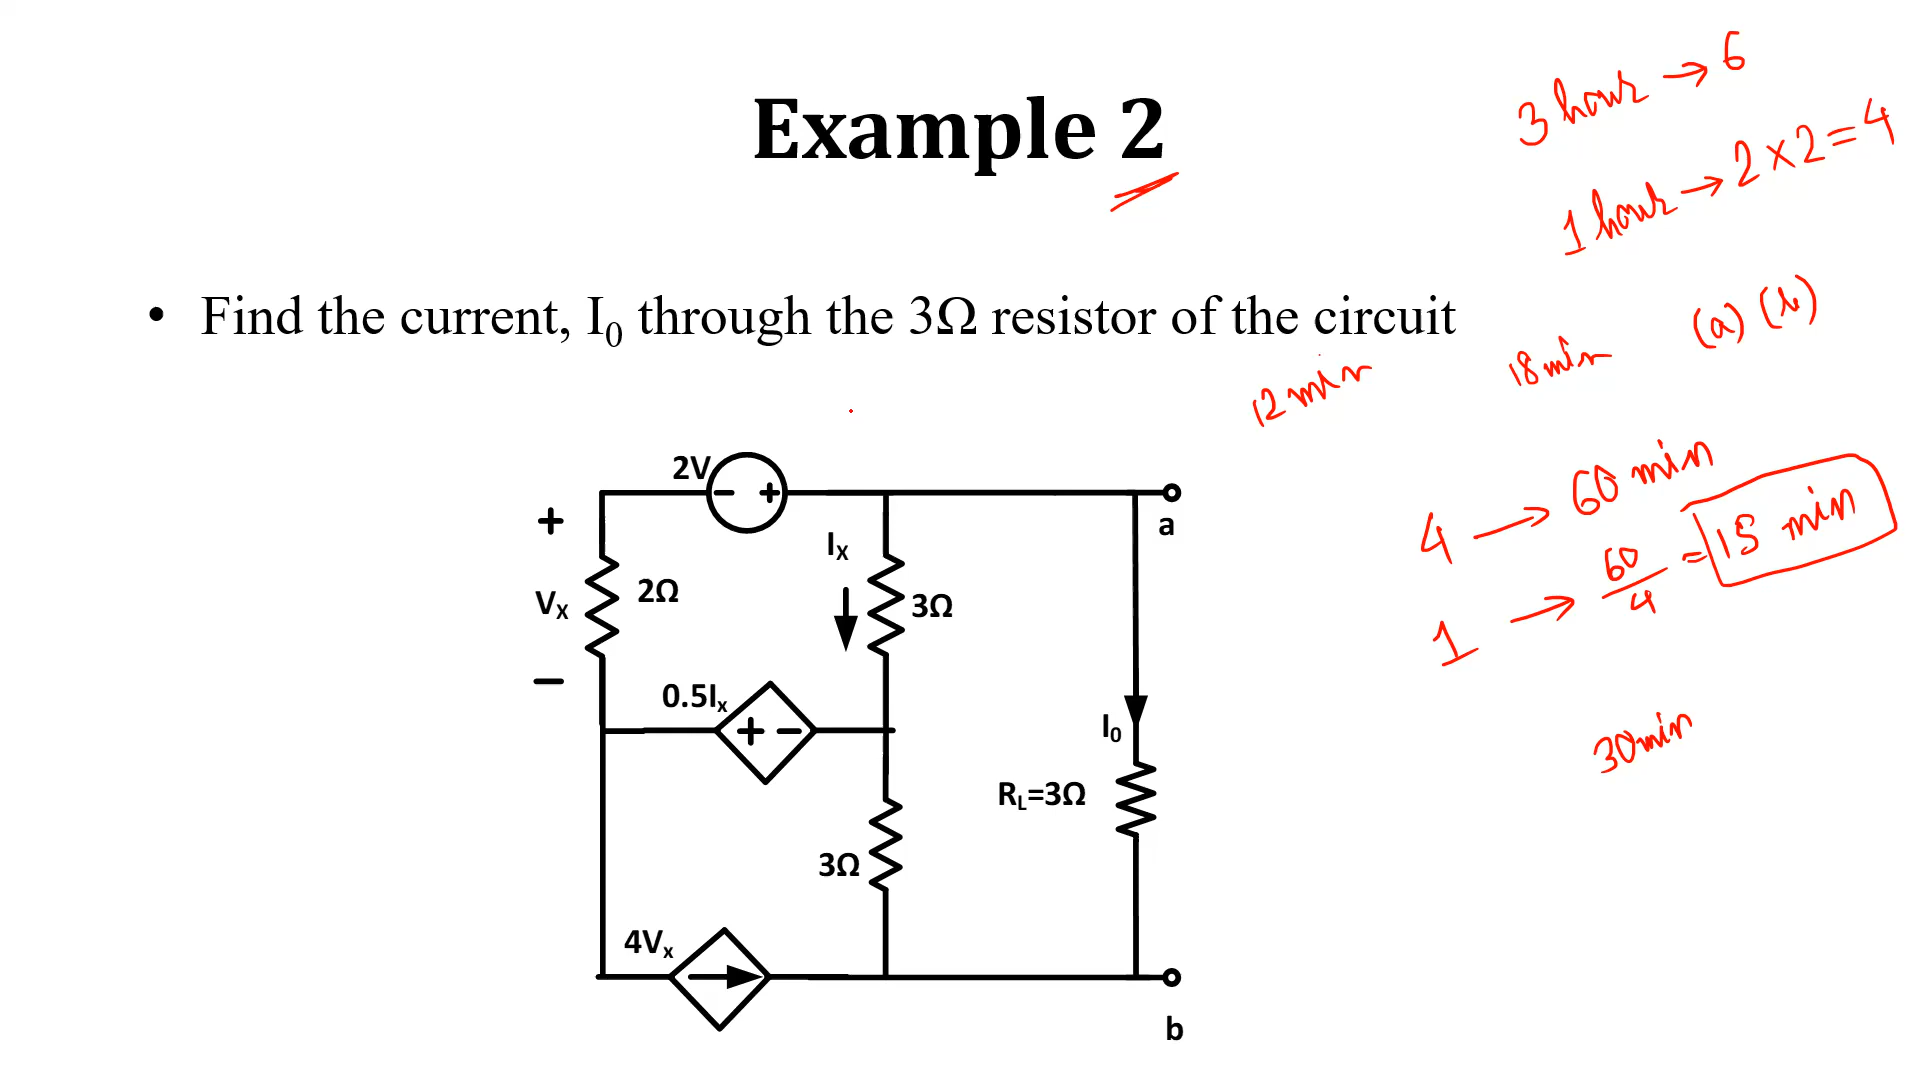 Example 2
3 hour → 6
1 hour → 2 × 2 = 4
• Find the current, I₀ through the 3Ω resistor of the circuit
(a) (b)
12 min
18 min
4 → 60 min
1 → 60/4 = 15 min
30 min
2V
- +
a
+
Iₓ
Vₓ
2Ω
3Ω
−
0.5Iₓ
+ −
I₀
R_L=3Ω
3Ω
4Vₓ
b